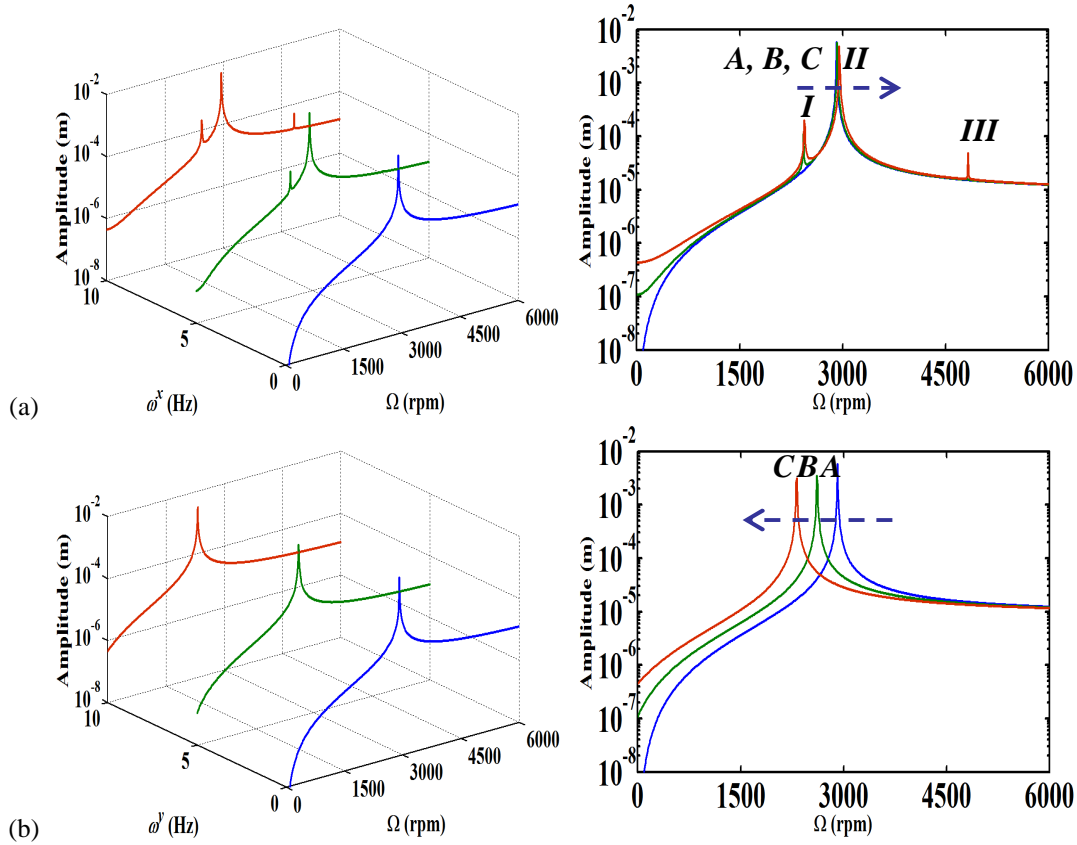 10^-2
10^-4
10^-6
10^-8
Amplitude (m)
10
5
0
0
1500
3000
4500
6000
ω^x (Hz)
Ω (rpm)
(a)
10^-2
10^-3
10^-4
10^-5
10^-6
10^-7
10^-8
Amplitude (m)
A, B, C
II
I
III
0
1500
3000
4500
6000
Ω (rpm)
10^-2
10^-4
10^-6
10^-8
Amplitude (m)
10
5
0
0
1500
3000
4500
6000
ω^y (Hz)
Ω (rpm)
(b)
10^-2
10^-3
10^-4
10^-5
10^-6
10^-7
10^-8
Amplitude (m)
C B A
0
1500
3000
4500
6000
Ω (rpm)